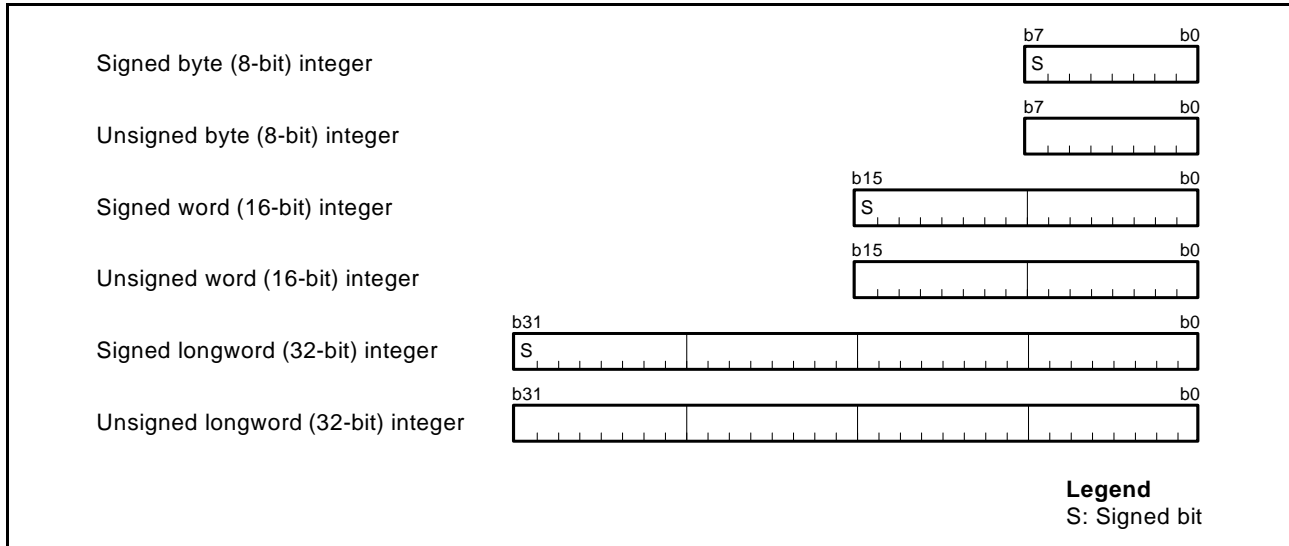 b7 b0
Signed byte (8-bit) integer S
b7 b0
Unsigned byte (8-bit) integer
b15 b0
Signed word (16-bit) integer S
b15 b0
Unsigned word (16-bit) integer
b31 b0
Signed longword (32-bit) integer S
b31 b0
Unsigned longword (32-bit) integer
Legend
S: Signed bit